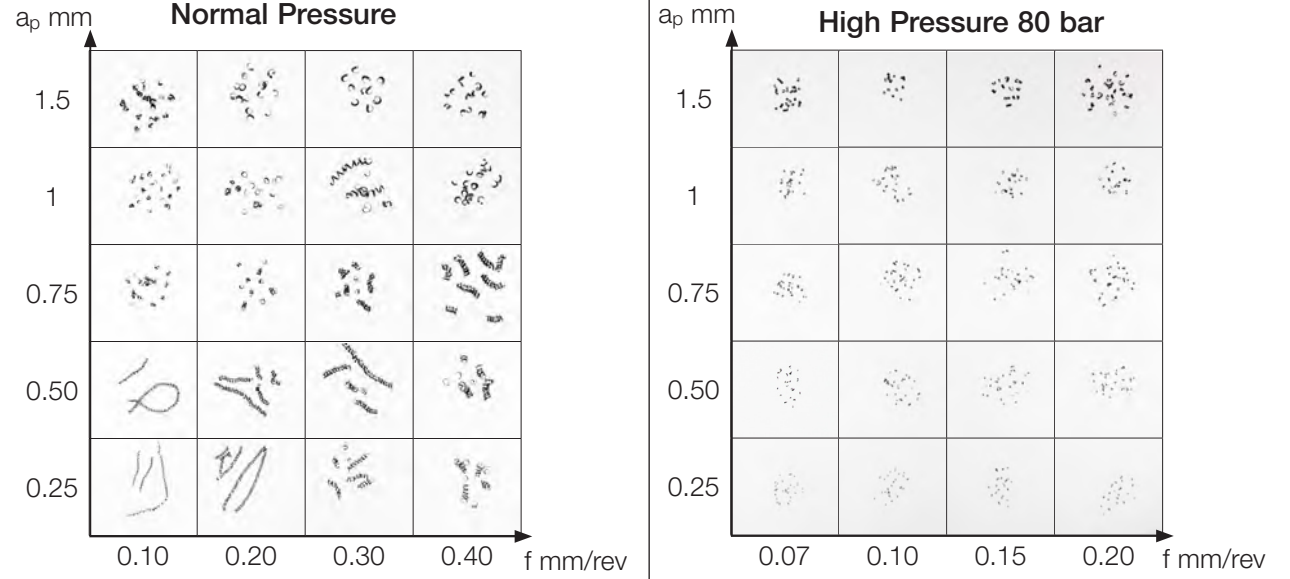 Normal Pressure
aₚ mm
1.5
1
0.75
0.50
0.25
0.10 0.20 0.30 0.40 f mm/rev
High Pressure 80 bar
aₚ mm
1.5
1
0.75
0.50
0.25
0.07 0.10 0.15 0.20 f mm/rev